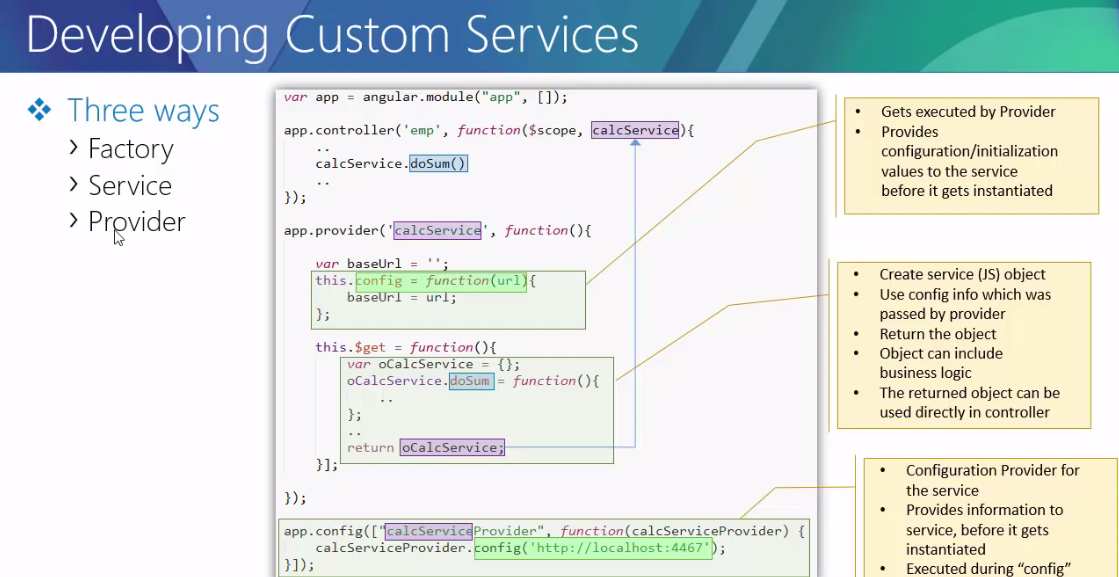 Developing Custom Services
Three ways
Factory
Service
Provider
var app = angular.module("app", []);
app.controller('emp', function($scope, calcService){
..
calcService.doSum()
..
});
app.provider('calcService', function(){
var baseUrl = '';
this.config = function(url){
baseUrl = url;
};
this.$get = function(){
var oCalcService = {};
oCalcService.doSum = function(){
..
};
..
return oCalcService;
}];
});
app.config(["calcServiceProvider", function(calcServiceProvider) {
calcServiceProvider.config('http://localhost:4467');
}]);
• Gets executed by Provider
• Provides
configuration/initialization
values to the service
before it gets instantiated
• Create service (JS) object
• Use config info which was
passed by provider
• Return the object
• Object can include
business logic
• The returned object can be
used directly in controller
• Configuration Provider for
the service
• Provides information to
service, before it gets
instantiated
• Executed during “config”